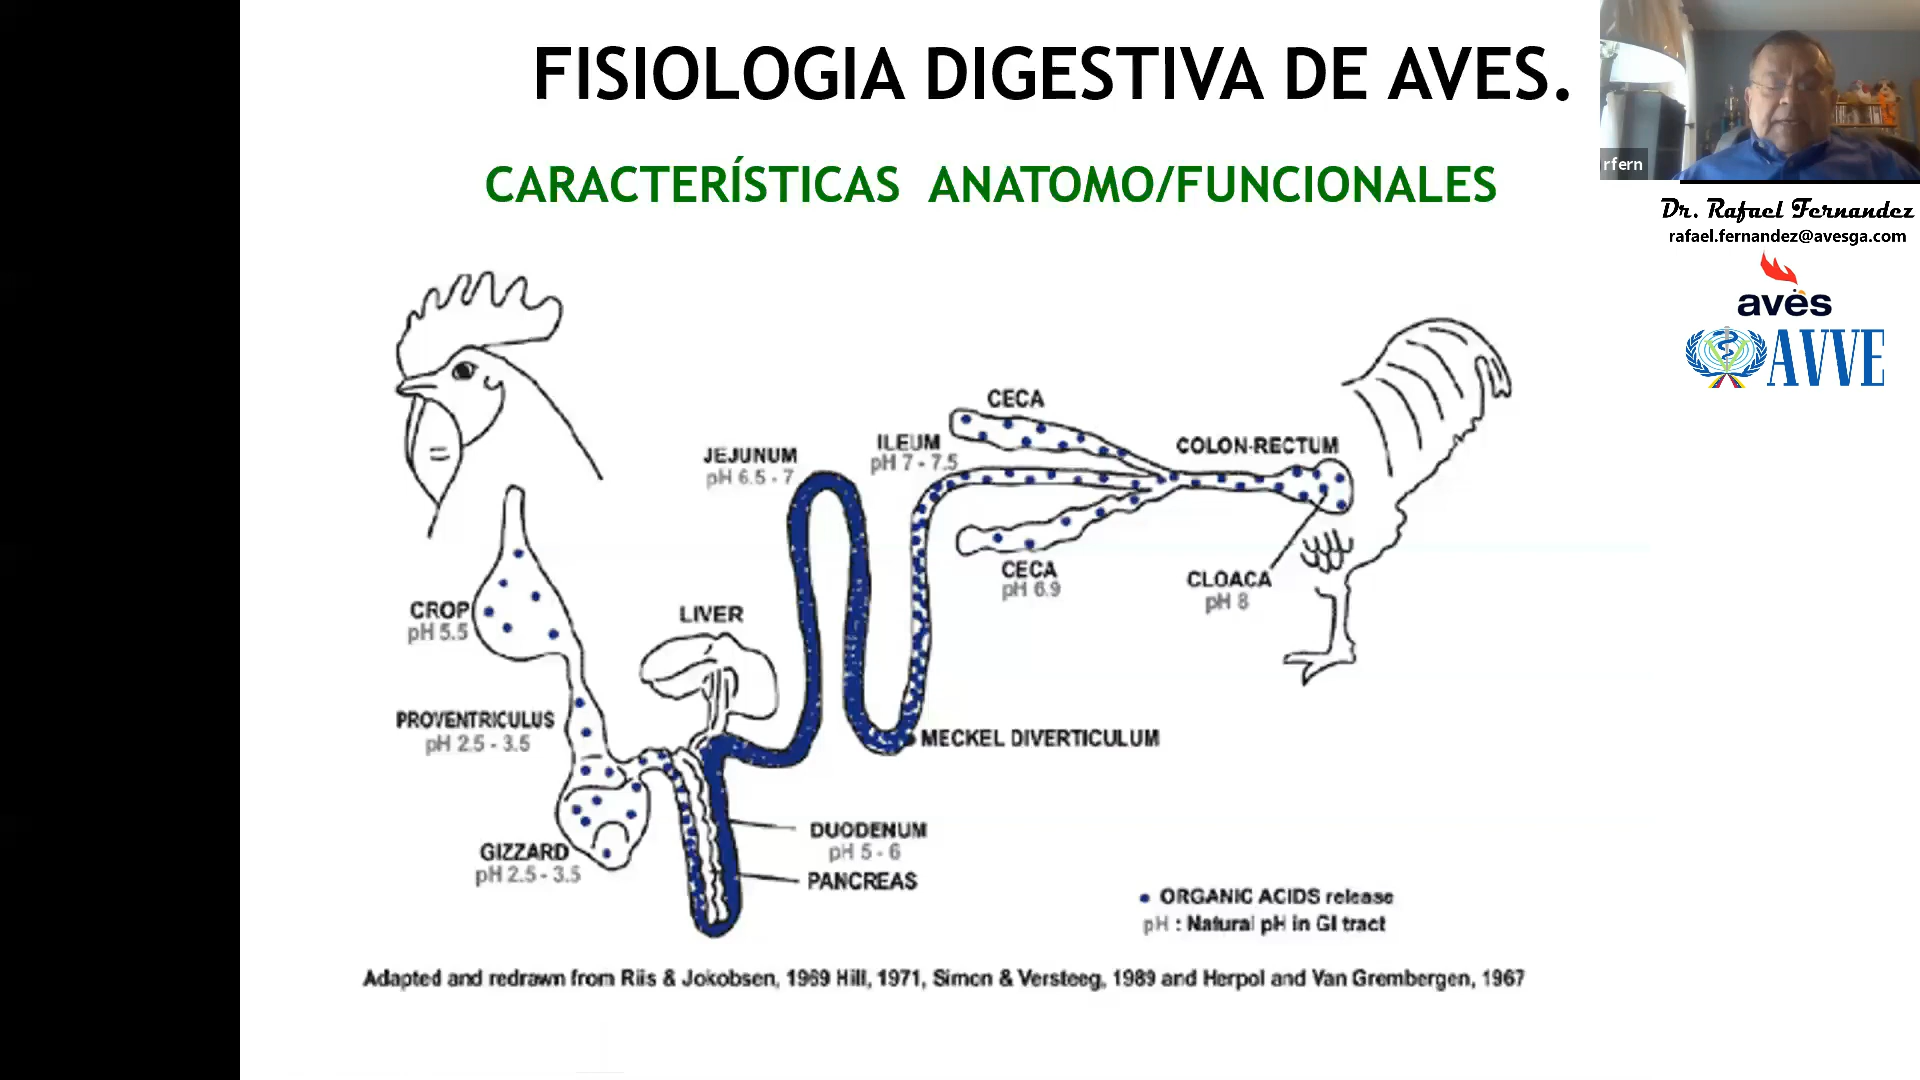 FISIOLOGIA DIGESTIVA DE AVES.
CARACTERÍSTICAS ANATOMO/FUNCIONALES
rfern
Dr. Rafael Fernandez
rafael.fernandez@avesga.com
avès
AVVE
CECA
JEJUNUM
pH 6.5 - 7
ILEUM
pH 7 - 7.5
COLON-RECTUM
CECA
pH 6.9
CLOACA
pH 8
CROP
pH 5.5
LIVER
PROVENTRICULUS
pH 2.5 - 3.5
MECKEL DIVERTICULUM
GIZZARD
pH 2.5 - 3.5
DUODENUM
pH 5 - 6
PANCREAS
ORGANIC ACIDS release
pH : Natural pH in GI tract
Adapted and redrawn from Riis & Jokobsen, 1969 Hill, 1971, Simon & Versteeg, 1989 and Herpol and Van Grembergen, 1967